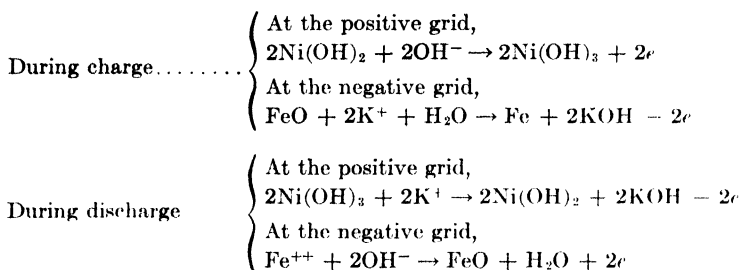 During charge........
At the positive grid,
2Ni(OH)₂ + 2OH⁻ → 2Ni(OH)₃ + 2e
At the negative grid,
FeO + 2K⁺ + H₂O → Fe + 2KOH − 2e
During discharge
At the positive grid,
2Ni(OH)₃ + 2K⁺ → 2Ni(OH)₂ + 2KOH − 2e
At the negative grid,
Fe⁺⁺ + 2OH⁻ → FeO + H₂O + 2e